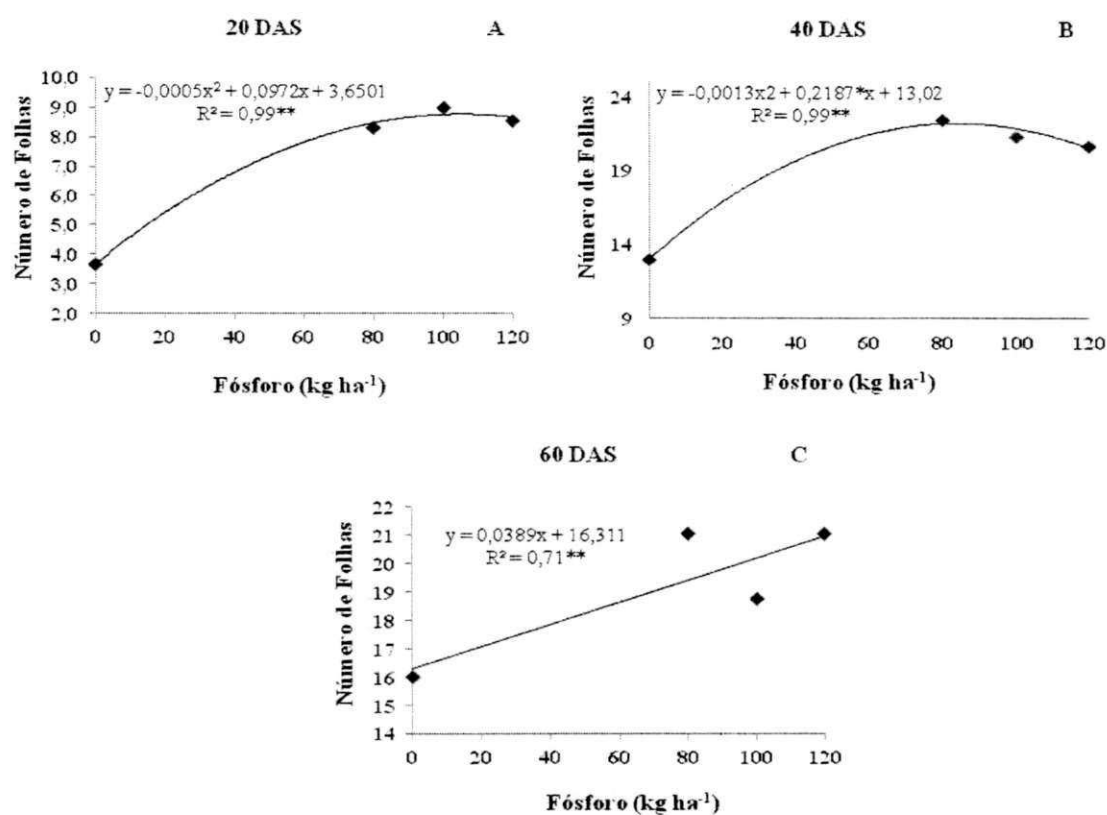 20 DAS A
y = -0,0005x² + 0,0972x + 3,6501
R² = 0,99**
Número de Folhas
10,0
9,0
8,0
7,0
6,0
5,0
4,0
3,0
2,0
0 20 40 60 80 100 120
Fósforo (kg ha⁻¹)
40 DAS B
y = -0,0013x2 + 0,2187*x + 13,02
R² = 0,99**
Número de Folhas
24
19
14
9
0 20 40 60 80 100 120
Fósforo (kg ha⁻¹)
60 DAS C
y = 0,0389x + 16,311
R² = 0,71**
Número de Folhas
22
21
20
19
18
17
16
15
14
0 20 40 60 80 100 120
Fósforo (kg ha⁻¹)